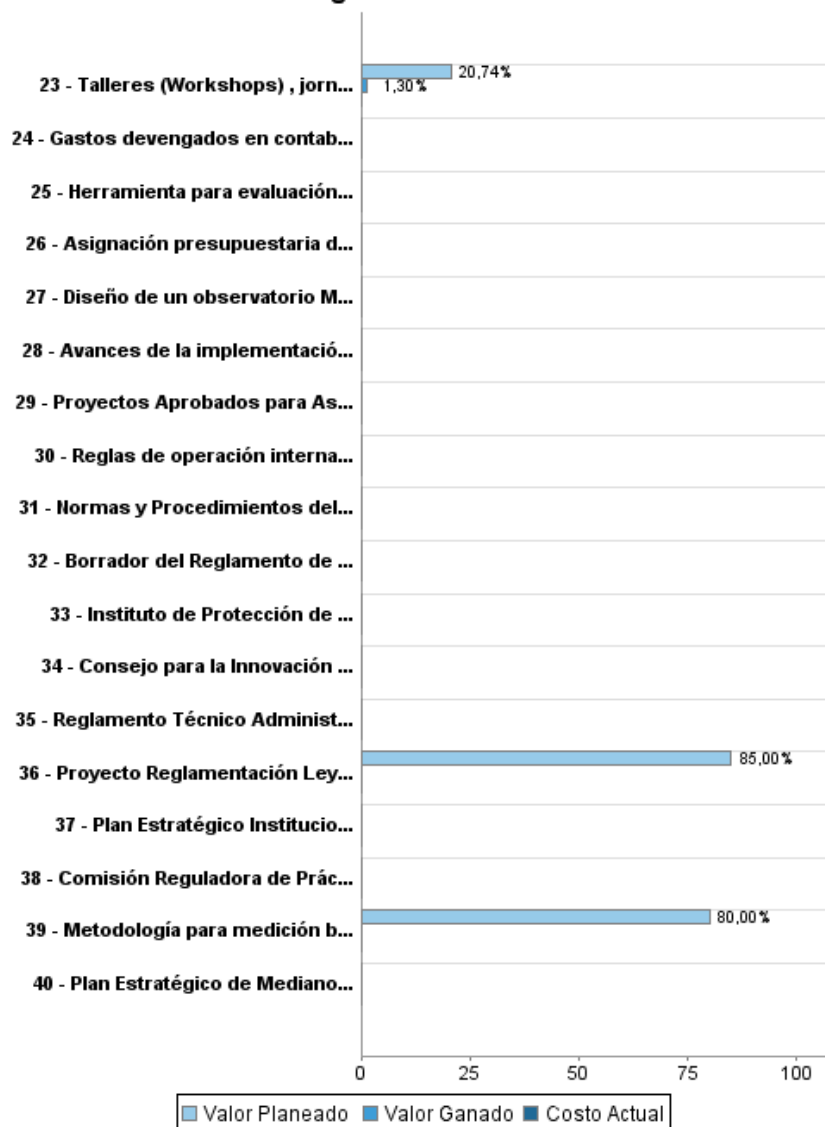 23 - Talleres (Workshops) , jorn...
20,74%
1,30%
24 - Gastos devengados en contab...
25 - Herramienta para evaluación...
26 - Asignación presupuestaria d...
27 - Diseño de un observatorio M...
28 - Avances de la implementació...
29 - Proyectos Aprobados para As...
30 - Reglas de operación interna...
31 - Normas y Procedimientos del...
32 - Borrador del Reglamento de ...
33 - Instituto de Protección de ...
34 - Consejo para la Innovación ...
35 - Reglamento Técnico Administ...
36 - Proyecto Reglamentación Ley...
85,00%
37 - Plan Estratégico Institucio...
38 - Comisión Reguladora de Prác...
39 - Metodología para medición b...
80,00%
40 - Plan Estratégico de Mediano...
0 25 50 75 100
Valor Planeado Valor Ganado Costo Actual